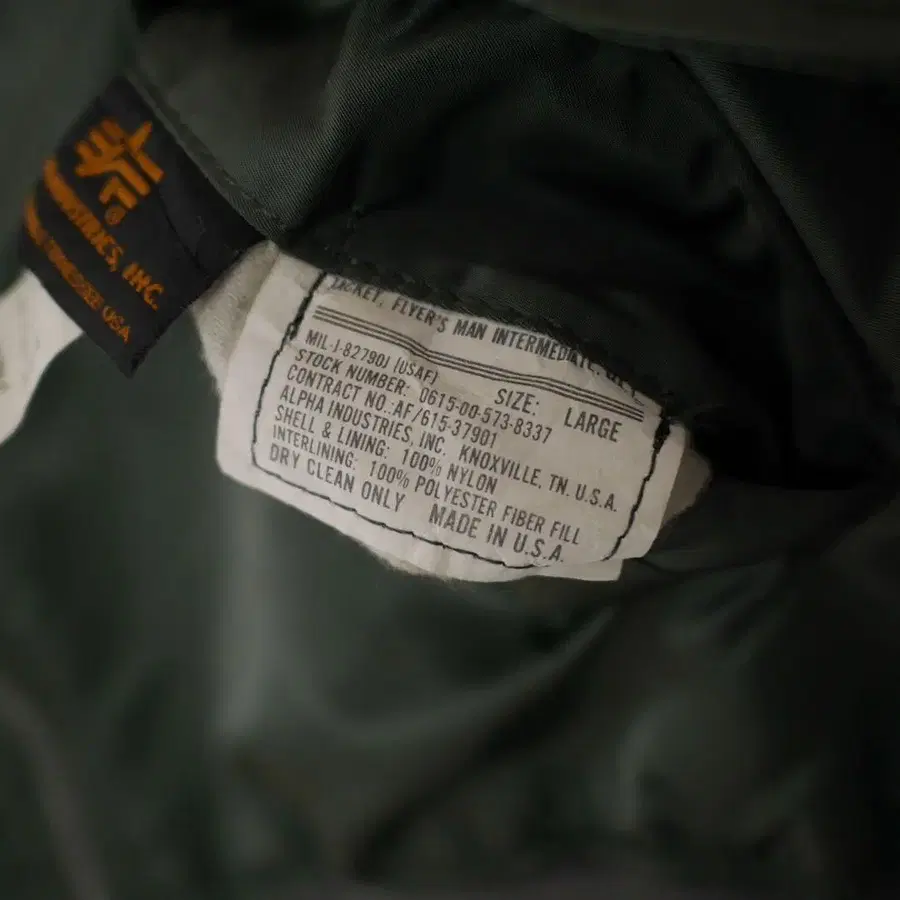 INDUSTRIES, INC.
TENNESSEE USA
JACKET, FLYER'S MAN INTERMEDIATE
MIL-J-82790J (USAF)
SIZE: LARGE
STOCK NUMBER: 0615-00-573-8337
CONTRACT NO.:AF/615-37901
ALPHA INDUSTRIES, INC. KNOXVILLE, TN. U.S.A.
SHELL & LINING: 100% NYLON
INTERLINING: 100% POLYESTER FIBER FILL
DRY CLEAN ONLY MADE IN U.S.A.